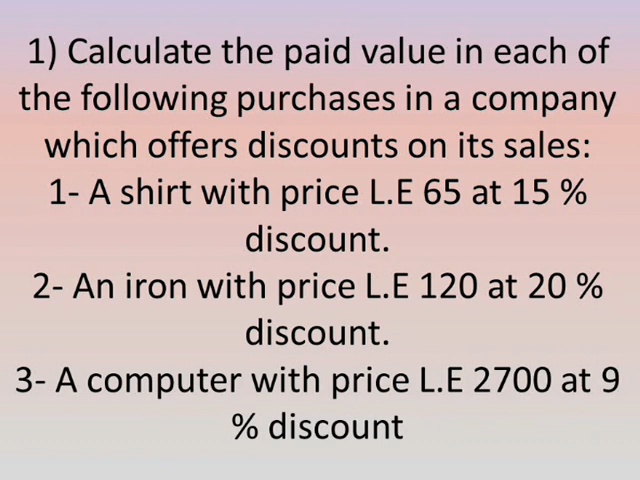 1) Calculate the paid value in each of
the following purchases in a company
which offers discounts on its sales:
1- A shirt with price L.E 65 at 15 %
discount.
2- An iron with price L.E 120 at 20 %
discount.
3- A computer with price L.E 2700 at 9
% discount